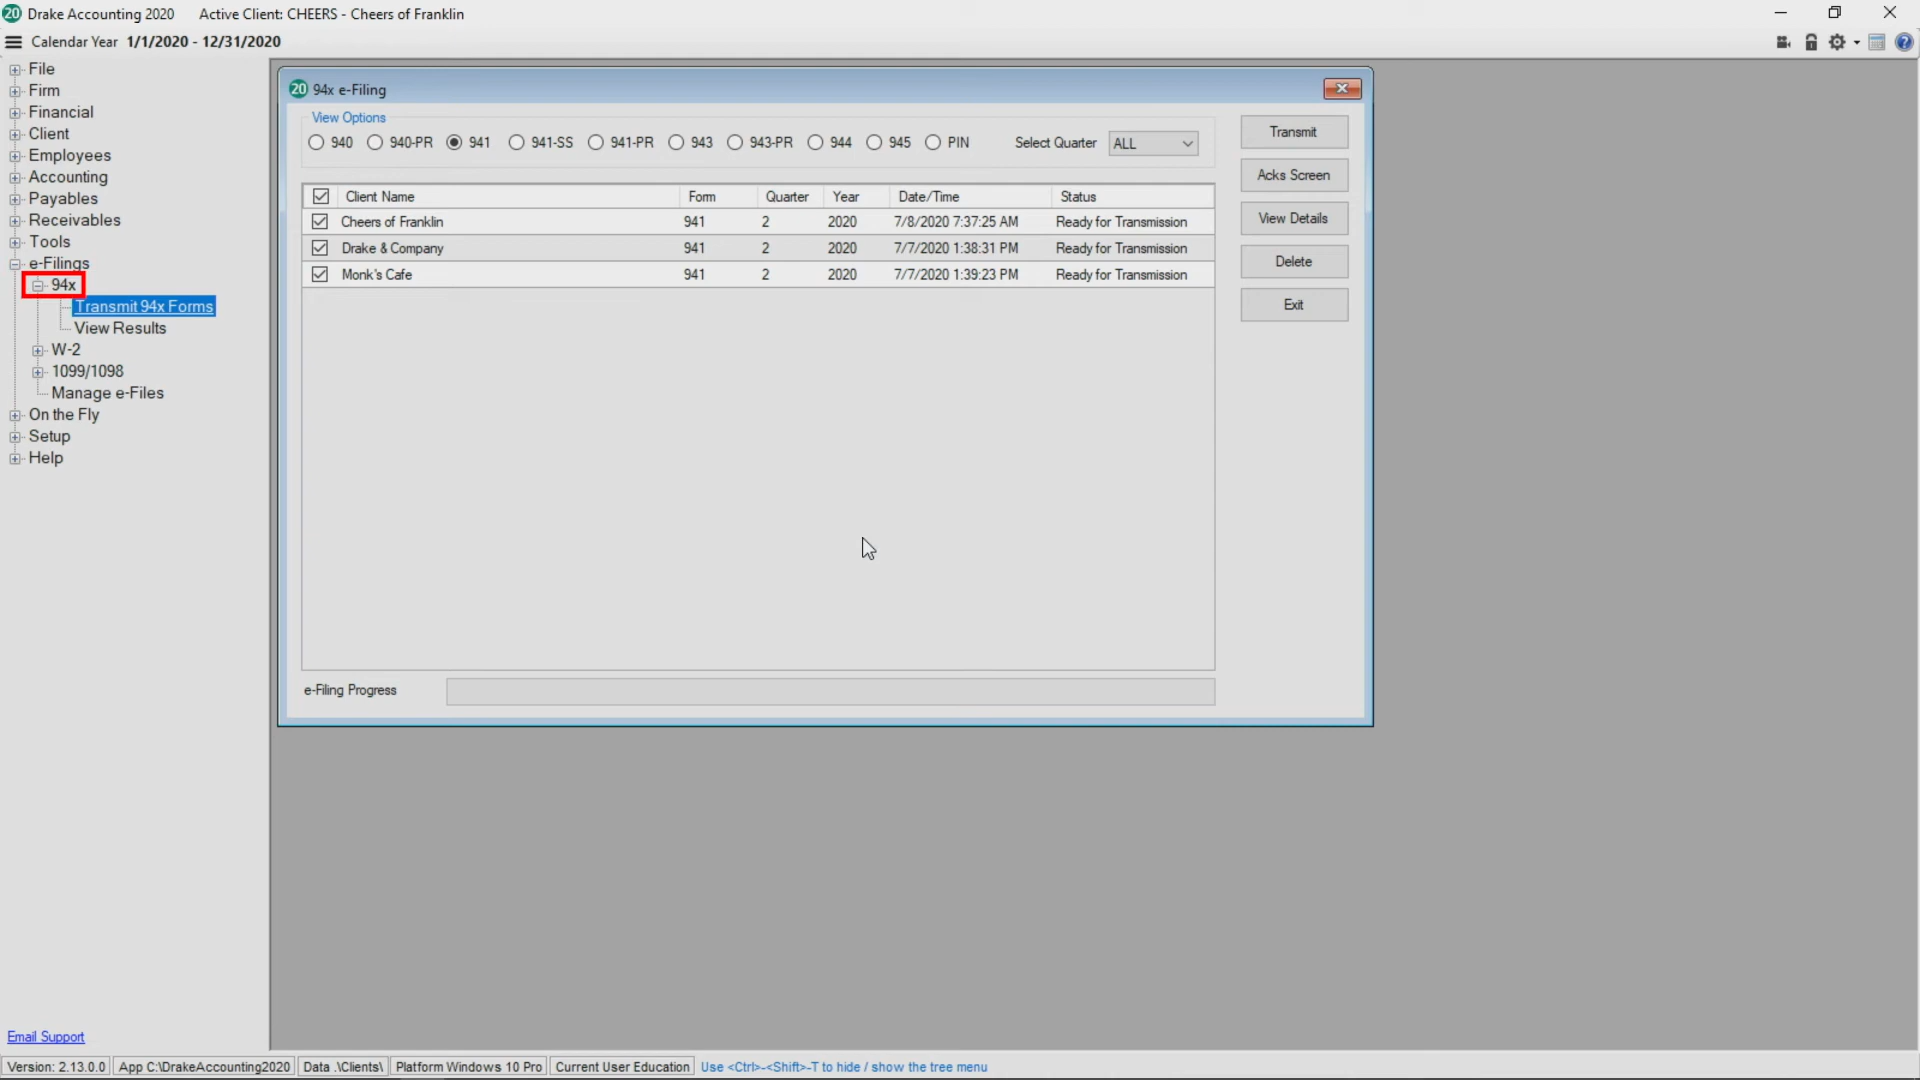 20 Drake Accounting 2020 Active Client: CHEERS - Cheers of Franklin
Calendar Year 1/1/2020 - 12/31/2020
File
Firm
Financial
Client
Employees
Accounting
Payables
Receivables
Tools
e-Filings
94x
Transmit 94x Forms
View Results
W-2
1099/1098
Manage e-Files
On the Fly
Setup
Help
Email Support
20 94x e-Filing
View Options
940 940-PR 941 941-SS 941-PR 943 943-PR 944 945 PIN Select Quarter ALL
Client Name Form Quarter Year Date/Time Status
Cheers of Franklin 941 2 2020 7/8/2020 7:37:25 AM Ready for Transmission
Drake & Company 941 2 2020 7/7/2020 1:38:31 PM Ready for Transmission
Monk's Cafe 941 2 2020 7/7/2020 1:39:23 PM Ready for Transmission
e-Filing Progress
Transmit
Acks Screen
View Details
Delete
Exit
Version: 2.13.0.0 App C:\DrakeAccounting2020 Data .\Clients\ Platform Windows 10 Pro Current User Education Use <Ctrl>-<Shift>-T to hide / show the tree menu